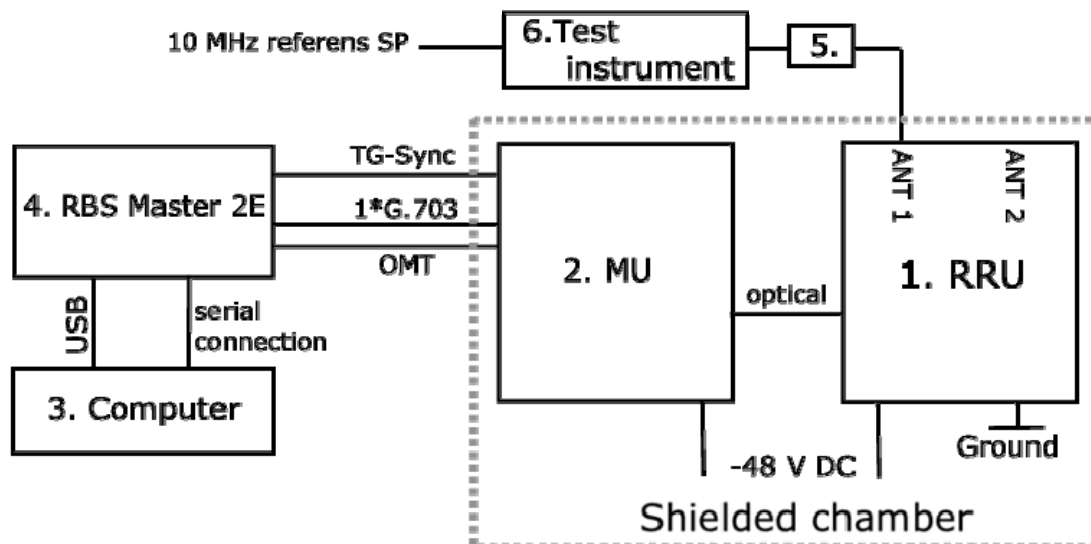 10 MHz referens SP
6.Test
instrument
5.
TG-Sync
4. RBS Master 2E
1*G.703
OMT
2. MU
ANT 1
ANT 2
1. RRU
optical
USB
serial
connection
3. Computer
-48 V DC
Ground
Shielded chamber